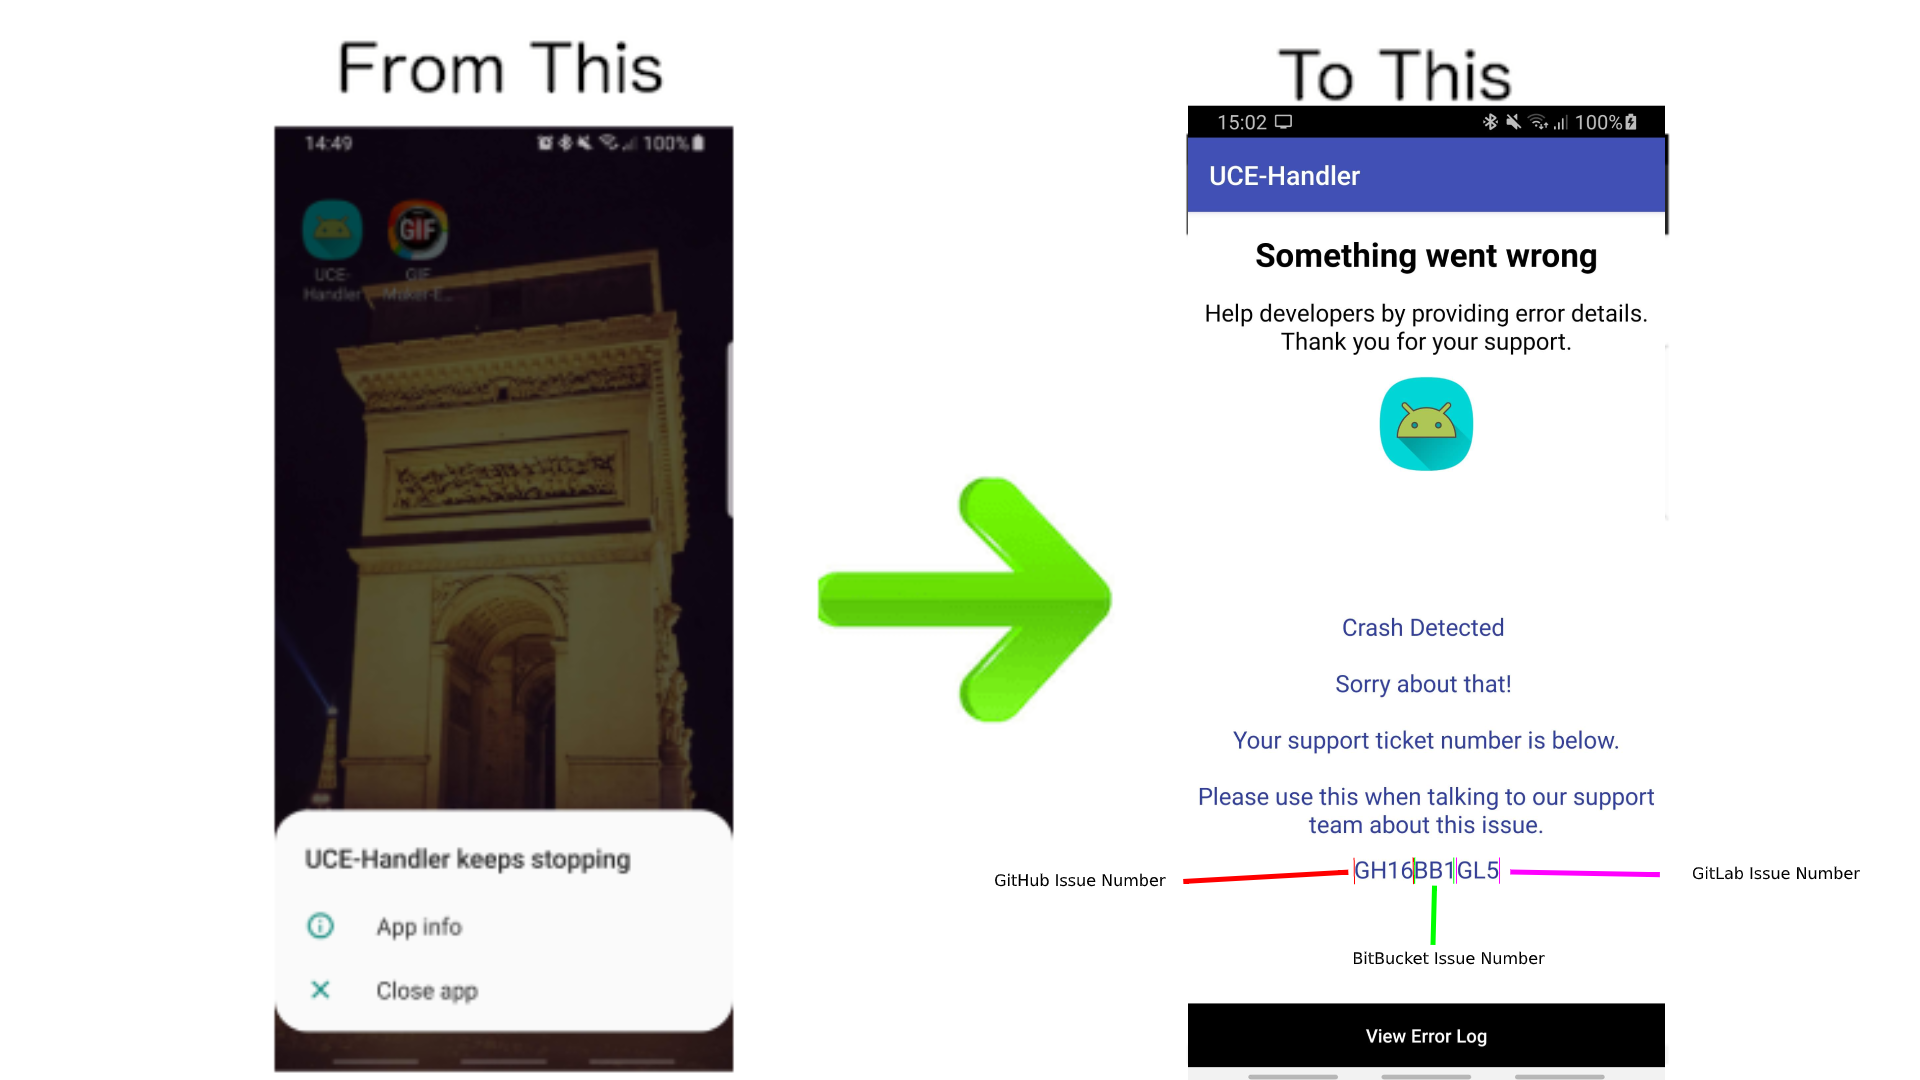 From This
14:49
100%
GIF
UCE-
Handler
GIF
Maker-E...
UCE-Handler keeps stopping
App info
Close app
To This
15:02
100%
UCE-Handler
Something went wrong
Help developers by providing error details.
Thank you for your support.
Crash Detected
Sorry about that!
Your support ticket number is below.
Please use this when talking to our support
team about this issue.
GitHub Issue Number
GH16BB1GL5
GitLab Issue Number
BitBucket Issue Number
View Error Log